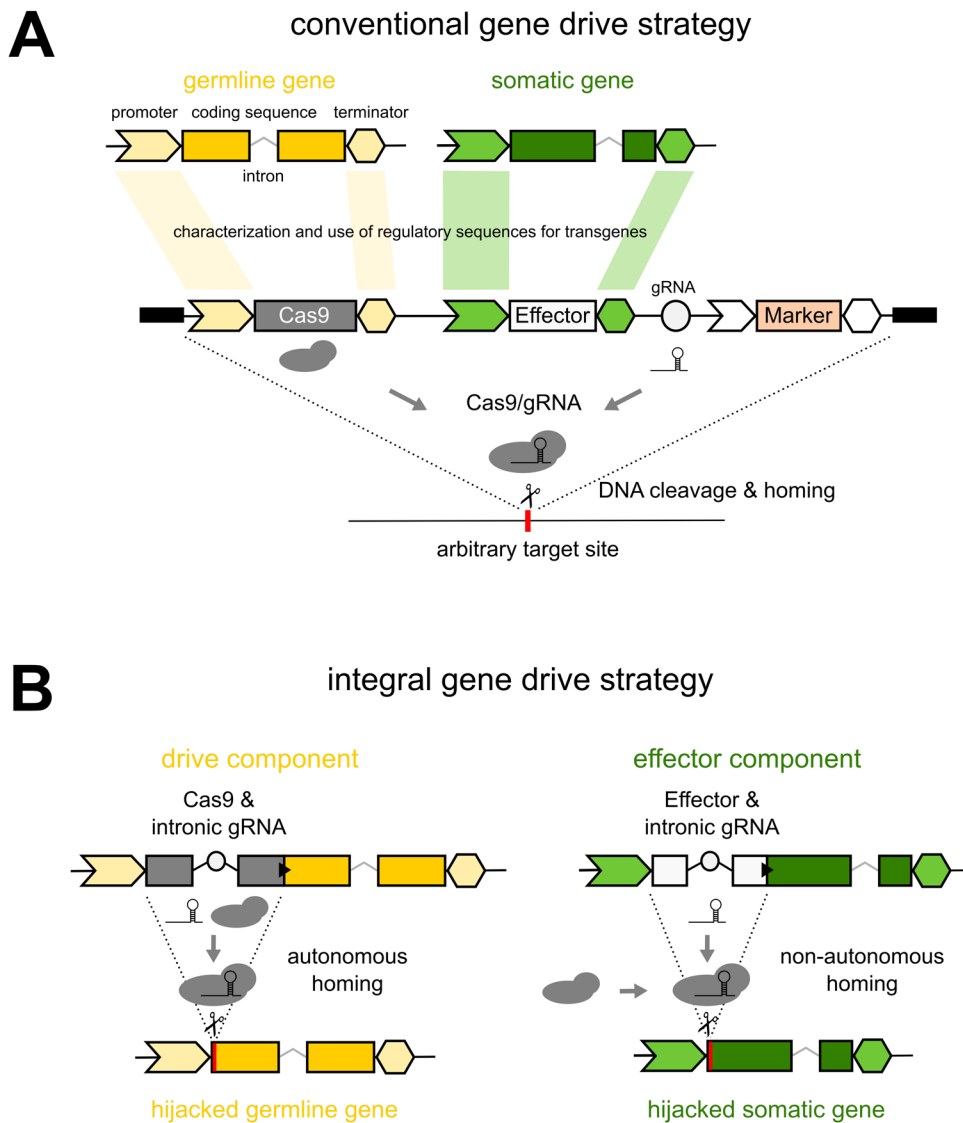 A
conventional gene drive strategy
germline gene
somatic gene
promoter
coding sequence
terminator
intron
characterization and use of regulatory sequences for transgenes
gRNA
Cas9
Effector
Marker
Cas9/gRNA
DNA cleavage & homing
arbitrary target site
B
integral gene drive strategy
drive component
effector component
Cas9 &
intronic gRNA
Effector &
intronic gRNA
autonomous
homing
non-autonomous
homing
hijacked germline gene
hijacked somatic gene